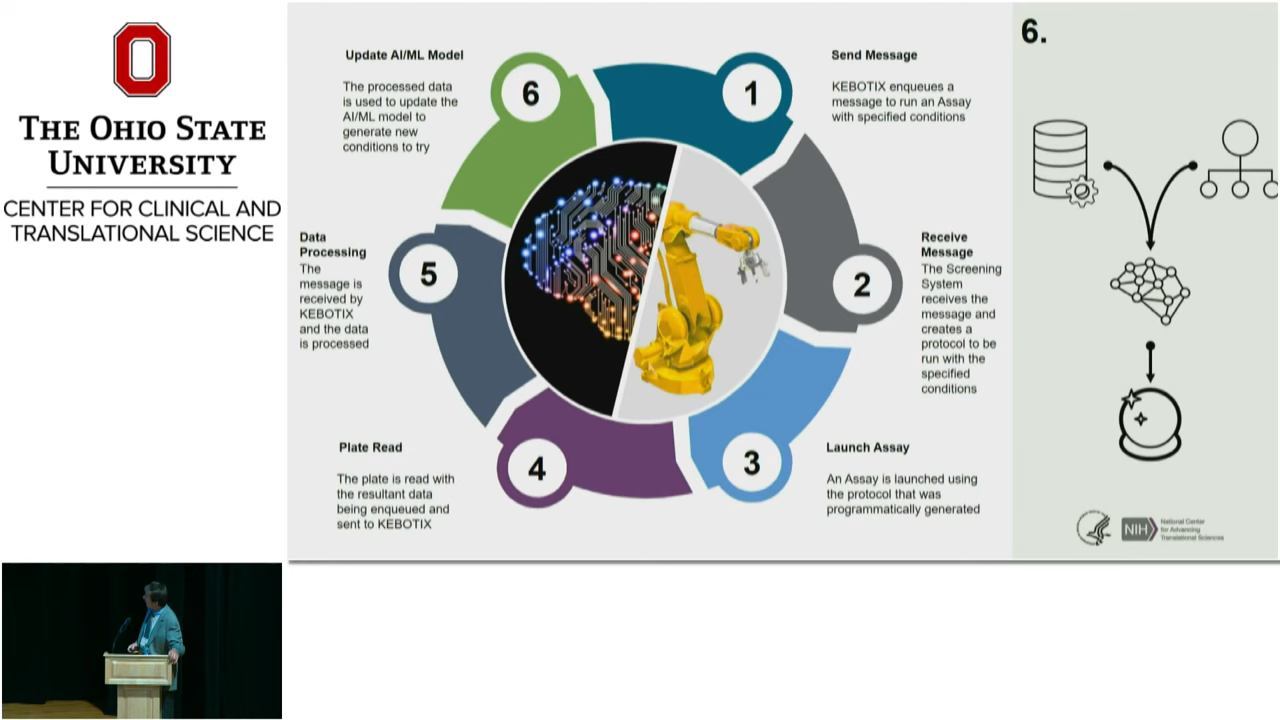 O
THE OHIO STATE
UNIVERSITY
CENTER FOR CLINICAL AND
TRANSLATIONAL SCIENCE
Update AI/ML Model
The processed data
is used to update the
AI/ML model to
generate new
conditions to try
6
1
Send Message
KEBOTIX enqueues a
message to run an Assay
with specified conditions
Data
Processing
The
message is
received by
KEBOTIX
and the data
is processed
5
2
Receive
Message
The Screening
System
receives the
message and
creates a
protocol to be
run with the
specified
conditions
Plate Read
The plate is read with
the resultant data
being enqueued and
sent to KEBOTIX
4
3
Launch Assay
An Assay is launched using
the protocol that was
programmatically generated
6.
NIH
National Center
for Advancing
Translational Sciences